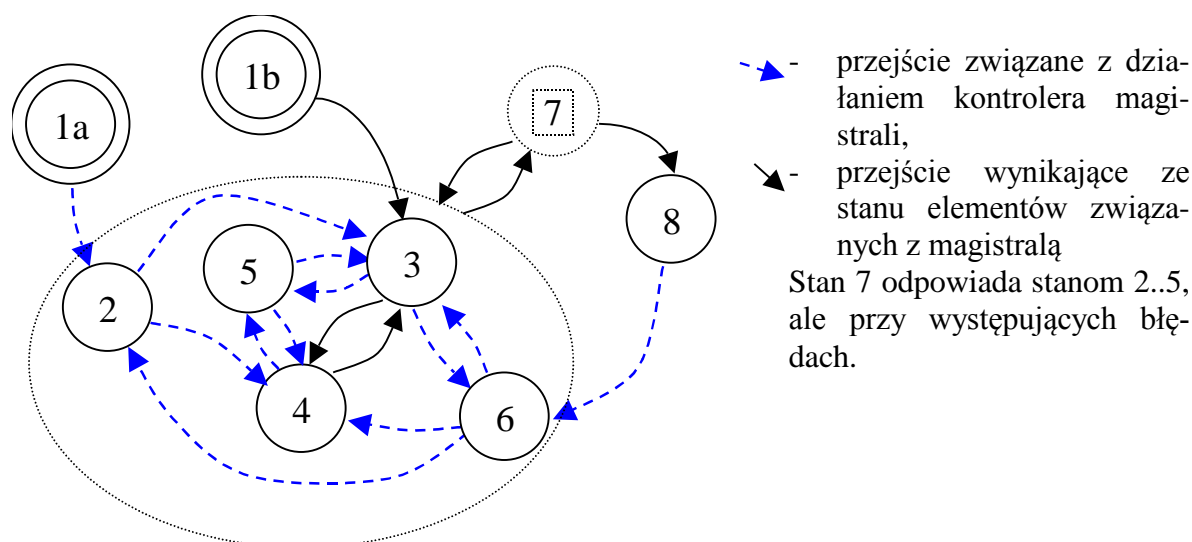 1a
1b
7
8
5
3
2
4
6
- przejście związane z dzia-
łaniem kontrolera magi-
strali,
- przejście wynikające ze
stanu elementów związa-
nych z magistralą
Stan 7 odpowiada stanom 2..5,
ale przy występujących błę-
dach.